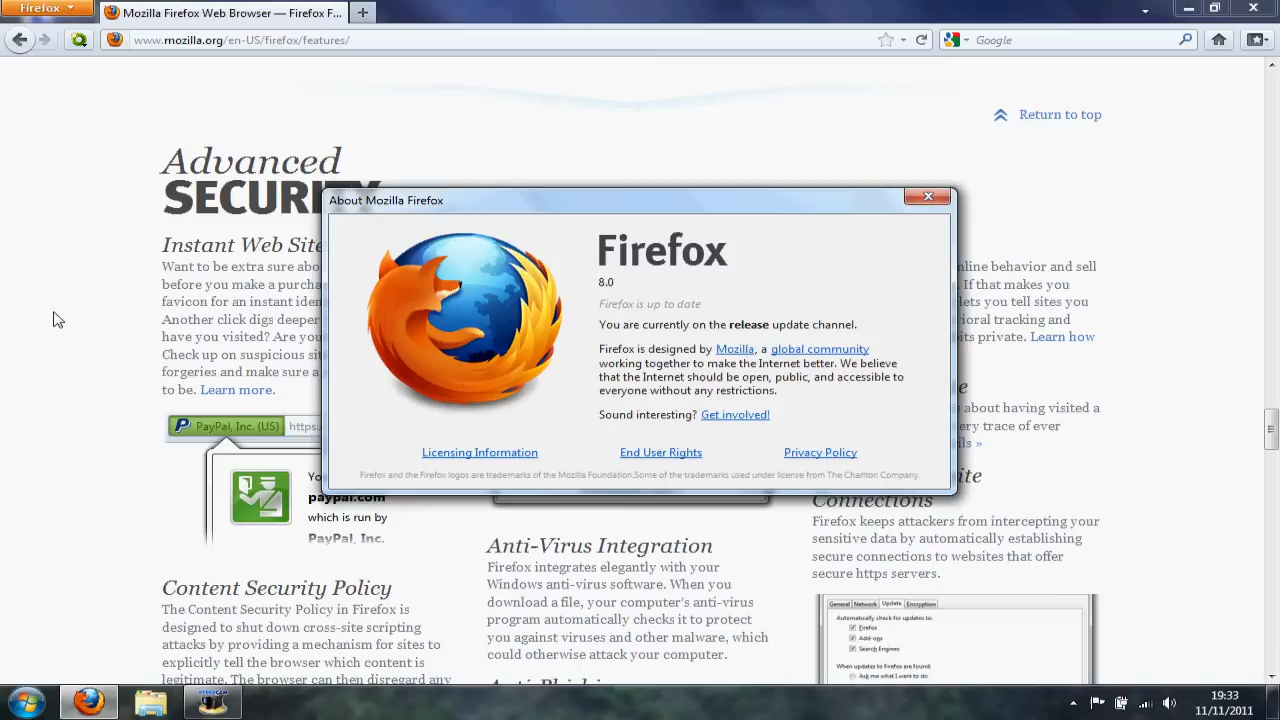 Firefox
Mozilla Firefox Web Browser — Firefox F...
www.mozilla.org/en-US/firefox/features/
Google
Return to top
Advanced
SECURITY
Instant Web Site
Want to be extra sure abo
before you make a purcha
favicon for an instant iden
Another click digs deeper
have you visited? Are you
Check up on suspicious sit
forgeries and make sure a
to be. Learn more.
PayPal, Inc. (US) https:
Yo
paypal.com
which is run by
PayPal, Inc.
Content Security Policy
The Content Security Policy in Firefox is
designed to shut down cross-site scripting
attacks by providing a mechanism for sites to
explicitly tell the browser which content is
legitimate. The browser can then disregard any
About Mozilla Firefox
Firefox
8.0
Firefox is up to date
You are currently on the release update channel.
Firefox is designed by Mozilla, a global community
working together to make the Internet better. We believe
that the Internet should be open, public, and accessible to
everyone without any restrictions.
Sound interesting? Get involved!
Licensing Information End User Rights Privacy Policy
Firefox and the Firefox logos are trademarks of the Mozilla Foundation.Some of the trademarks used under license from The Charlton Company.
Anti-Virus Integration
Firefox integrates elegantly with your
Windows anti-virus software. When you
download a file, your computer's anti-virus
program automatically checks it to protect
you against viruses and other malware, which
could otherwise attack your computer.
nline behavior and sell
If that makes you
lets you tell sites you
oral tracking and
s private. Learn how
e
about having visited a
ery trace of ever
ils »
ite
Connections
Firefox keeps attackers from intercepting your
sensitive data by automatically establishing
secure connections to websites that offer
secure https servers.
General Network Update Encryption
Automatically check for updates to:
Firefox
Add-ons
Search Engines
When updates to Firefox are found:
Ask me what I want to do
19:33
11/11/2011